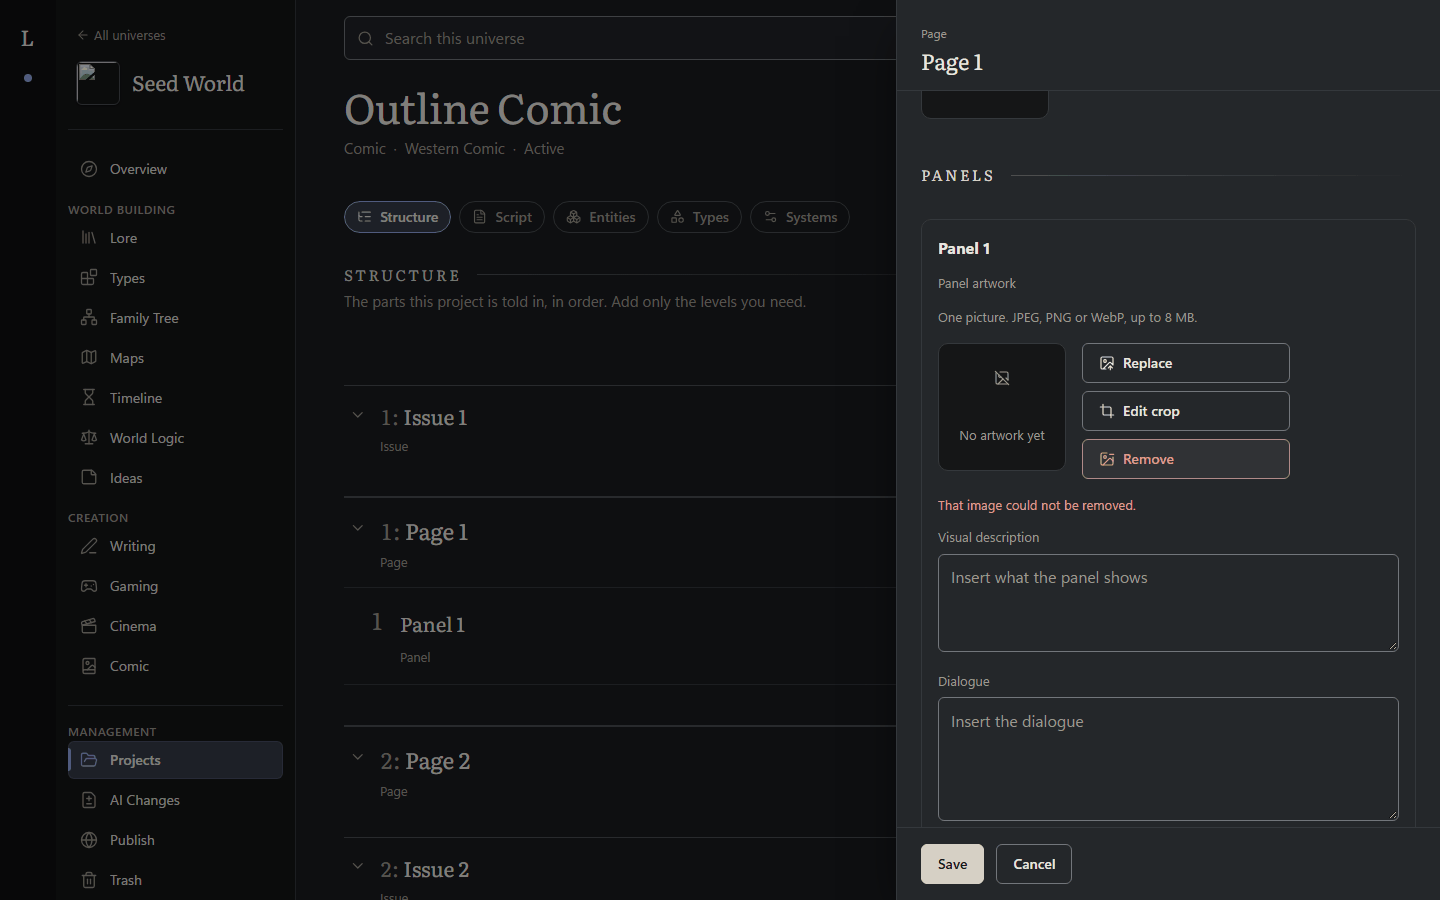 L
All universes
Seed World
Overview
WORLD BUILDING
Lore
Types
Family Tree
Maps
Timeline
World Logic
Ideas
CREATION
Writing
Gaming
Cinema
Comic
MANAGEMENT
Projects
AI Changes
Publish
Trash
Search this universe
Outline Comic
Comic · Western Comic · Active
Structure
Script
Entities
Types
Systems
STRUCTURE
The parts this project is told in, in order. Add only the levels you need.
1: Issue 1
Issue
1: Page 1
Page
1 Panel 1
Panel
2: Page 2
Page
2: Issue 2
Issue
Page
Page 1
PANELS
Panel 1
Panel artwork
One picture. JPEG, PNG or WebP, up to 8 MB.
No artwork yet
Replace
Edit crop
Remove
That image could not be removed.
Visual description
Insert what the panel shows
Dialogue
Insert the dialogue
Save
Cancel